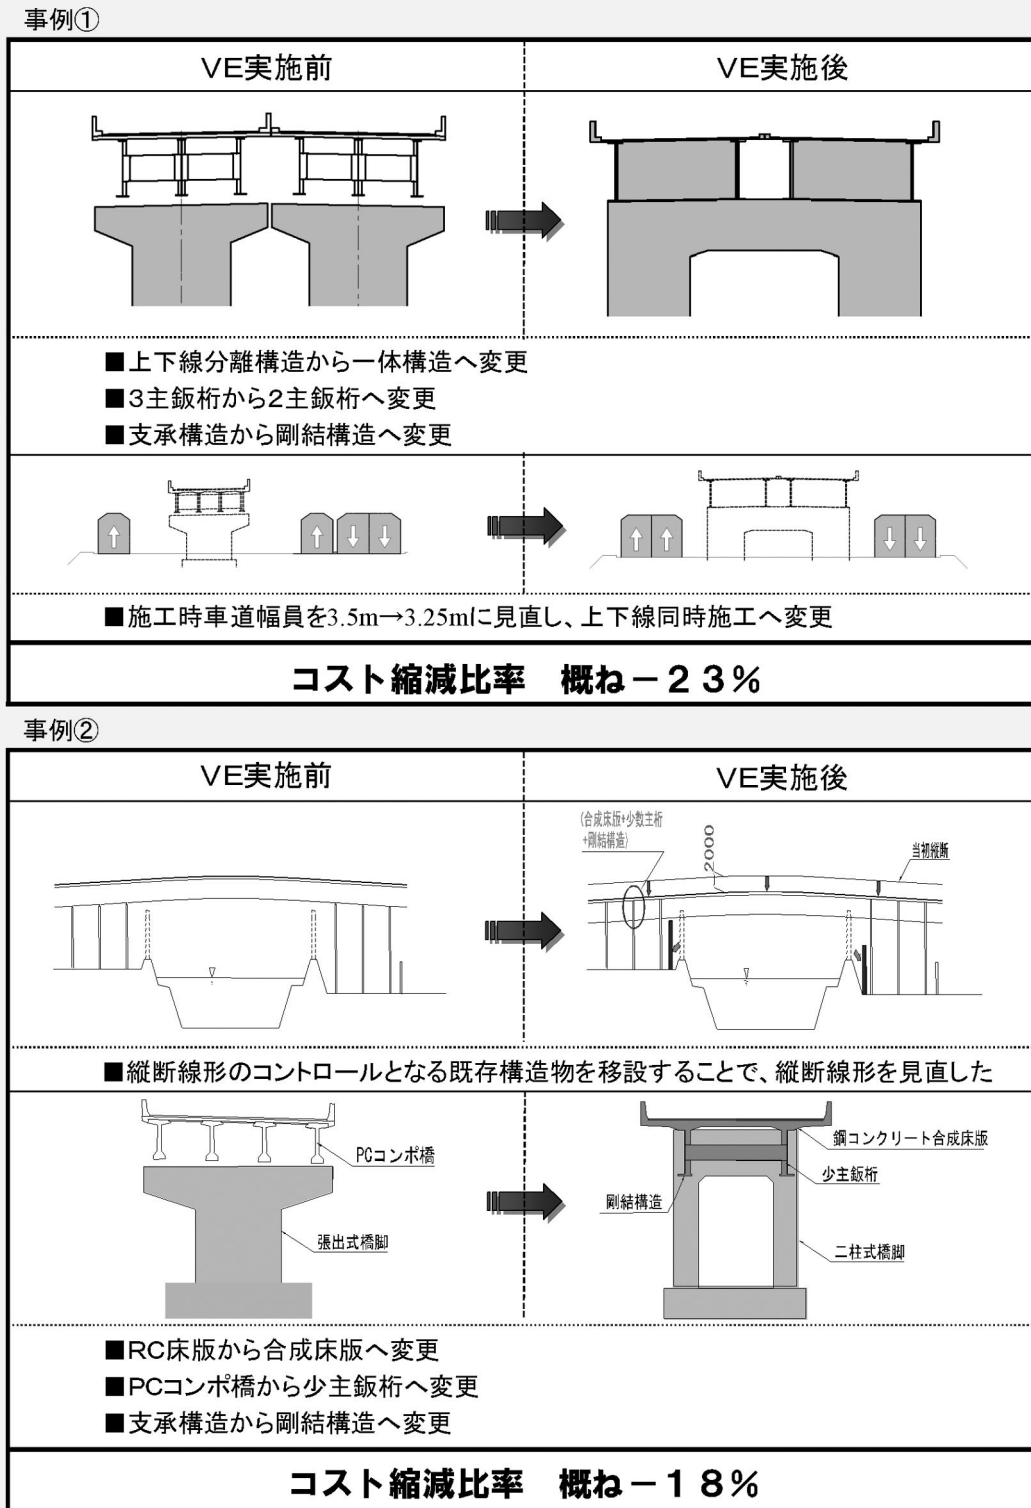 事例①
VE実施前
VE実施後
■上下線分離構造から一体構造へ変更
■3主鈑桁から2主鈑桁へ変更
■支承構造から剛結構造へ変更
■施工時車道幅員を3.5m→3.25mに見直し、上下線同時施工へ変更
コスト縮減比率 概ね－23%
事例②
VE実施前
VE実施後
(合成床版+少数主桁
+剛結構造)
2000
当初縦断
■縦断線形のコントロールとなる既存構造物を移設することで、縦断線形を見直した
PCコンポ橋
張出式橋脚
鋼コンクリート合成床版
少主鈑桁
剛結構造
二柱式橋脚
■RC床版から合成床版へ変更
■PCコンポ橋から少主鈑桁へ変更
■支承構造から剛結構造へ変更
コスト縮減比率 概ね－18%